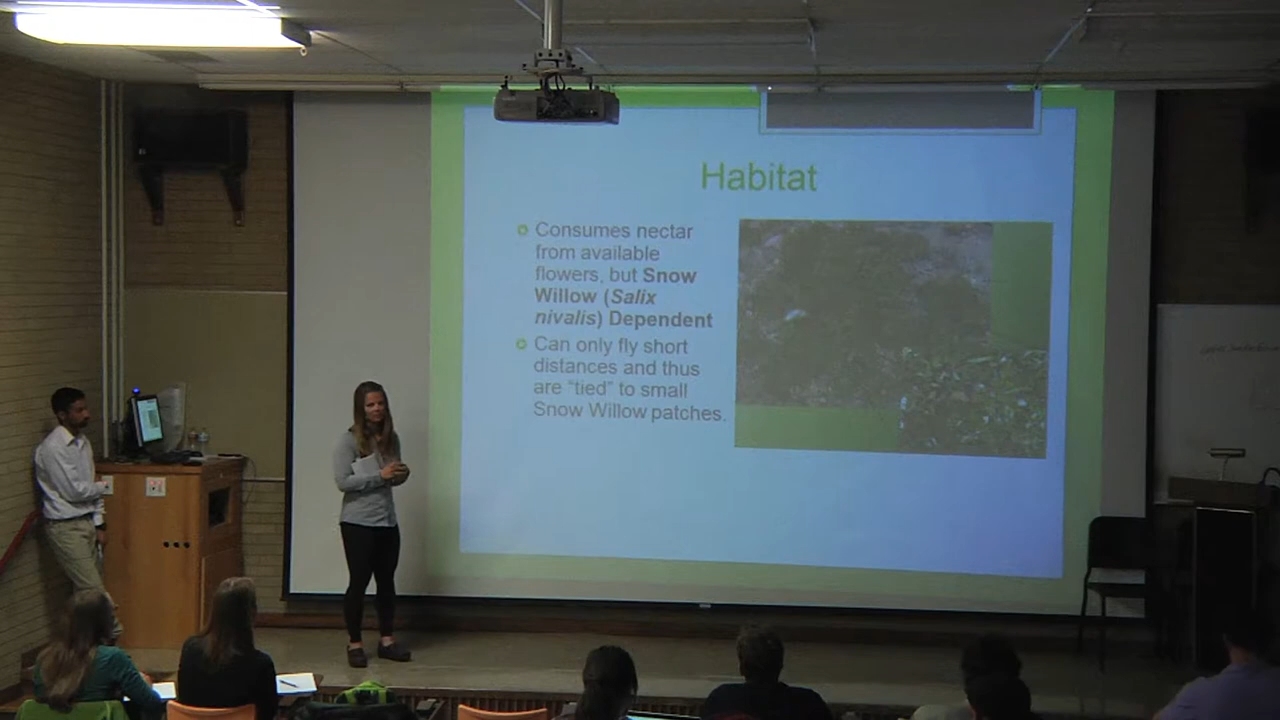 Habitat
Consumes nectar
from available
flowers, but Snow
Willow (Salix
nivalis) Dependent
Can only fly short
distances and thus
are “tied” to small
Snow Willow patches.